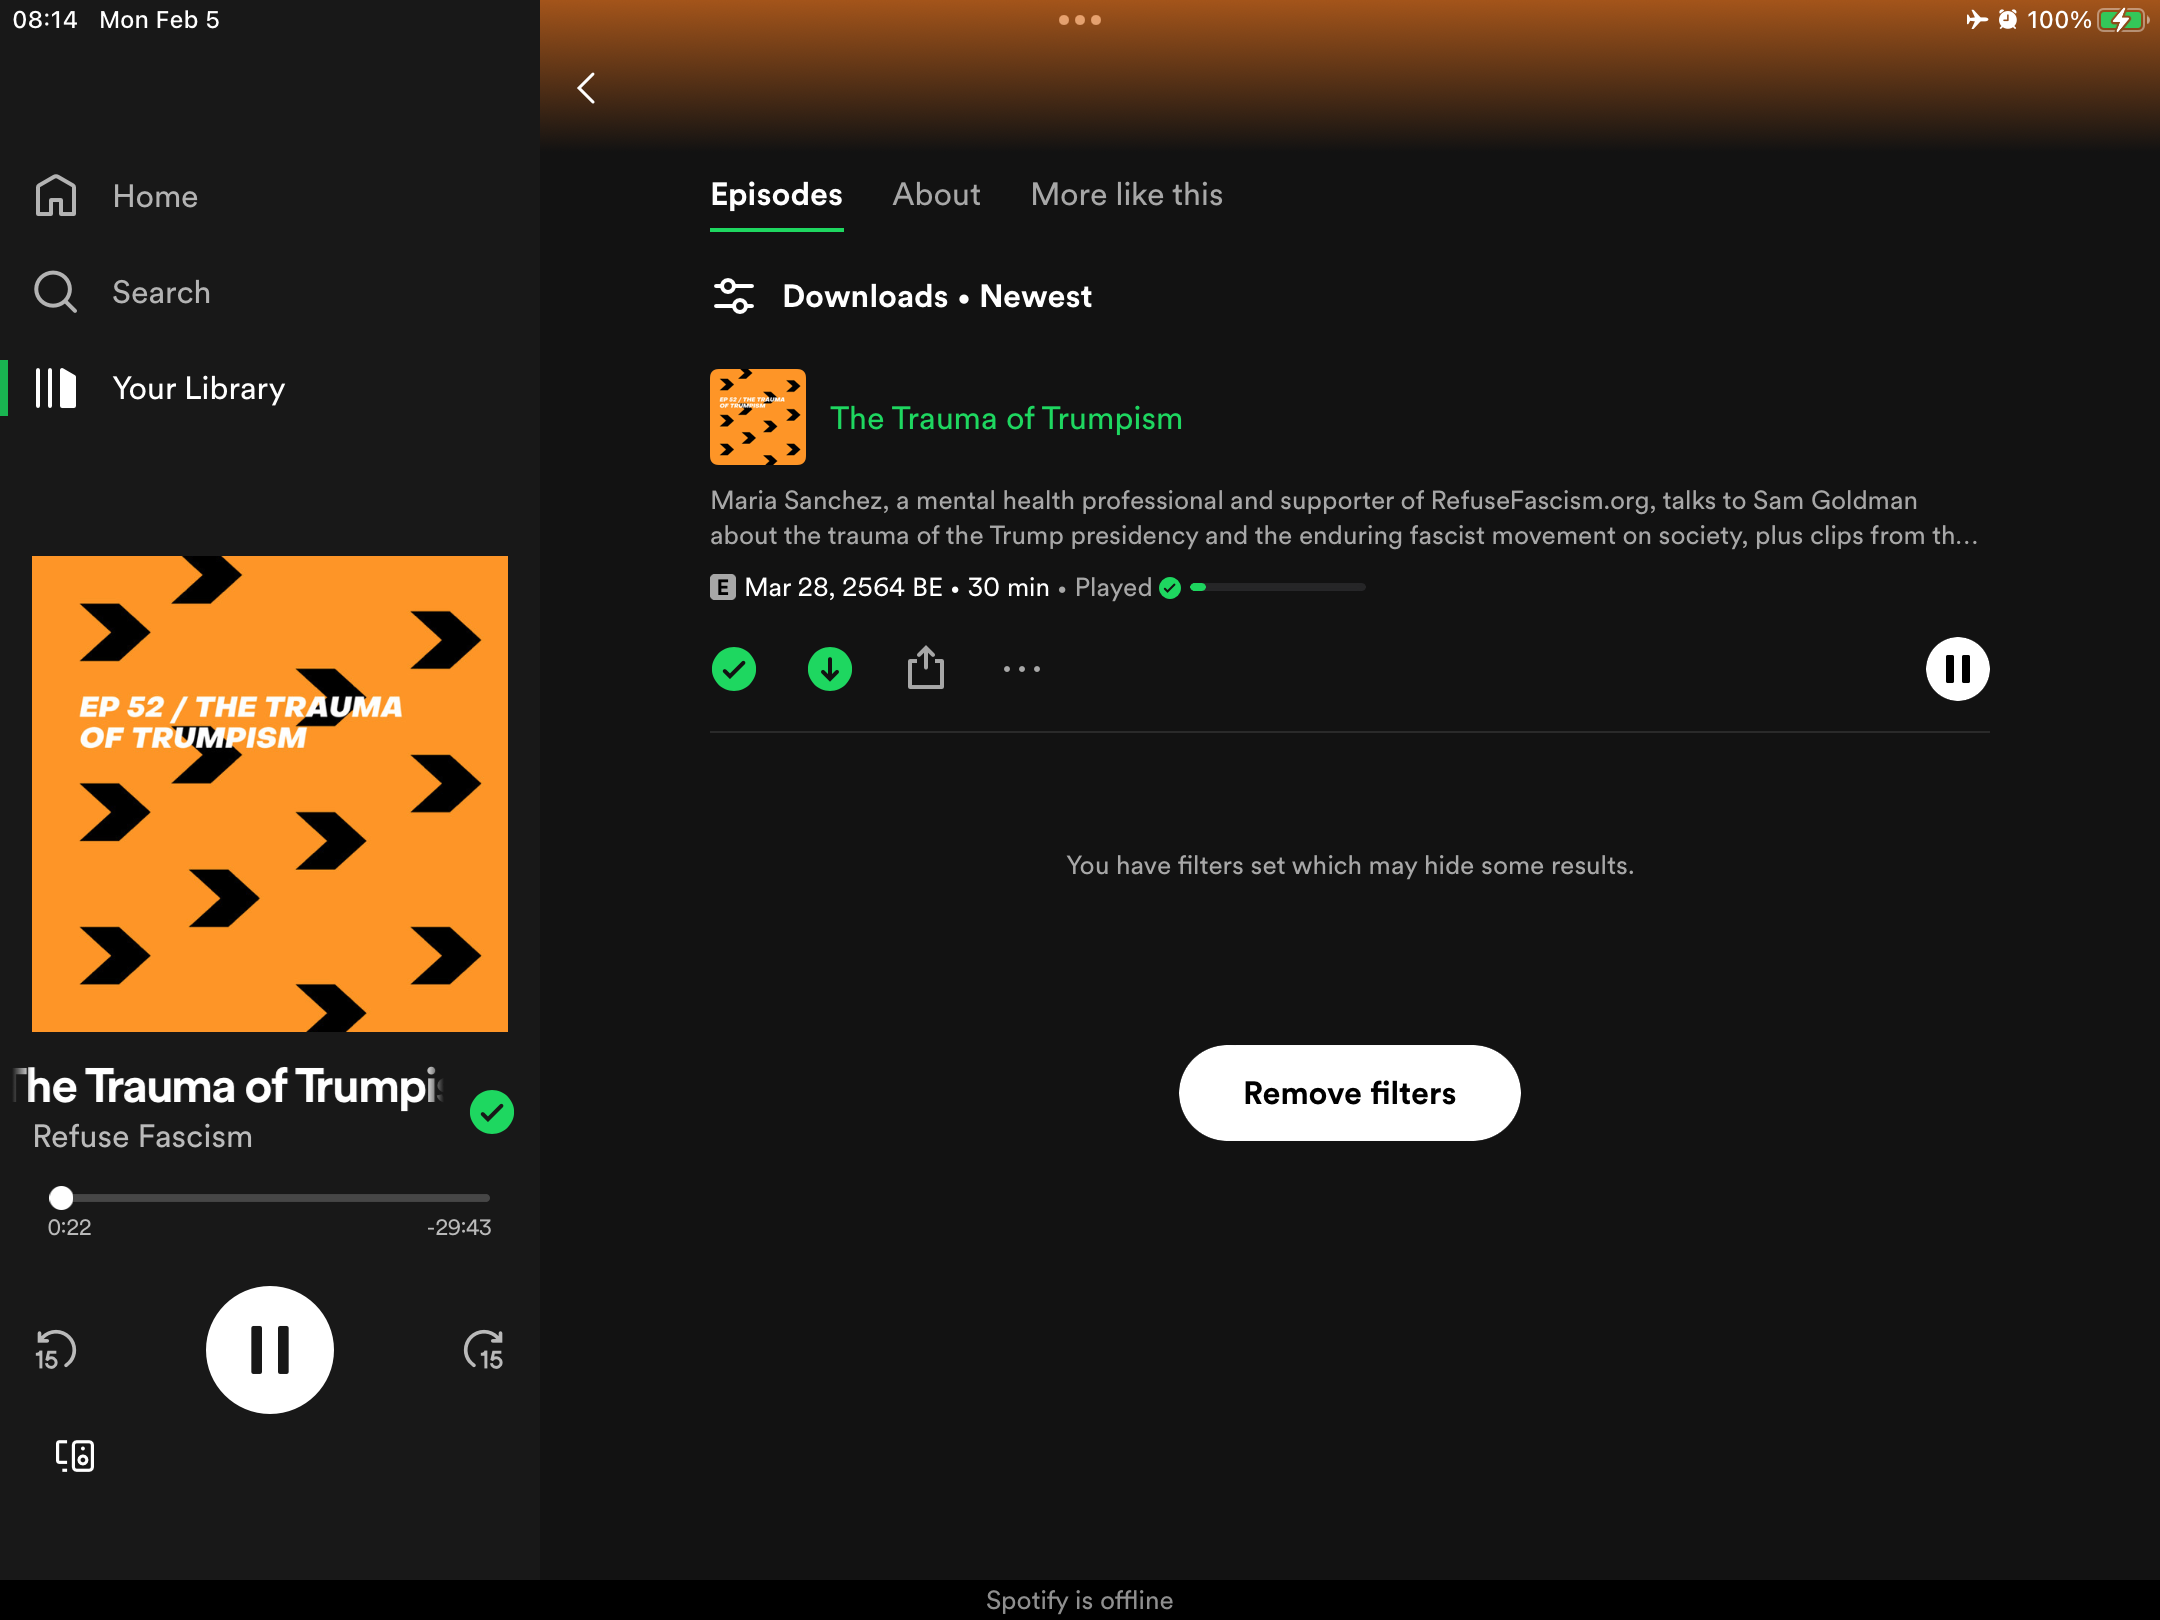 08:14 Mon Feb 5
100%
Home
Search
Your Library
EP 52 / THE TRAUMA
OF TRUMPISM
The Trauma of Trumpis
Refuse Fascism
0:22
-29:43
15
15
Episodes
About
More like this
Downloads • Newest
EP 52 / THE TRAUMA
OF TRUMPISM
The Trauma of Trumpism
Maria Sanchez, a mental health professional and supporter of RefuseFascism.org, talks to Sam Goldman
about the trauma of the Trump presidency and the enduring fascist movement on society, plus clips from th...
E Mar 28, 2564 BE • 30 min • Played
You have filters set which may hide some results.
Remove filters
Spotify is offline